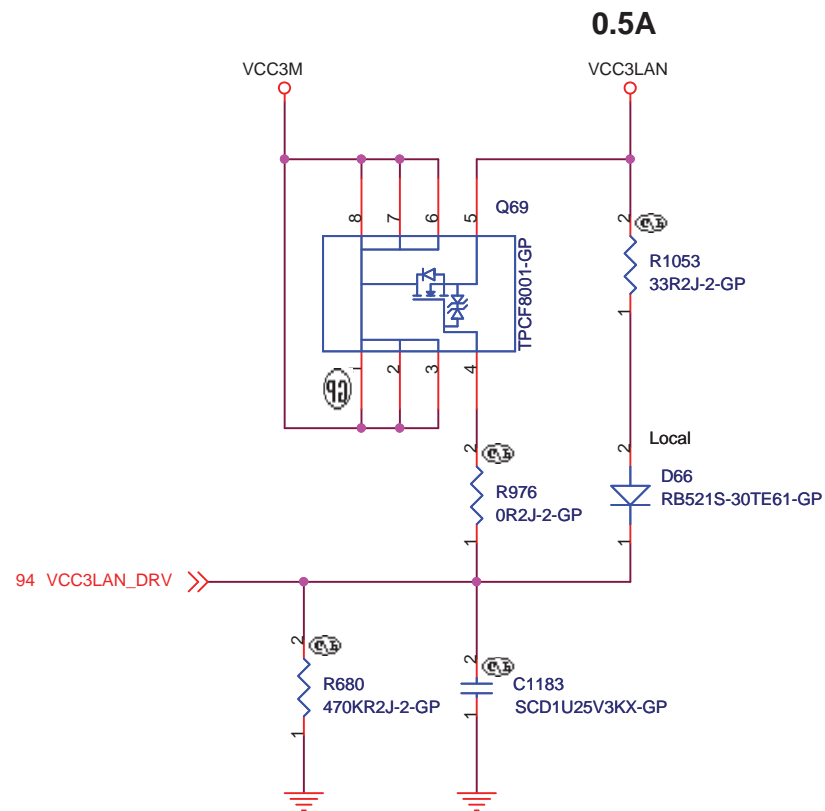 0.5A
VCC3M
VCC3LAN
8
7
6
5
Q69
TPCF8001-GP
1
2
3
4
GP
2
R1053
33R2J-2-GP
1
2
R976
0R2J-2-GP
1
Local
2
D66
RB521S-30TE61-GP
1
94 VCC3LAN_DRV
2
R680
470KR2J-2-GP
1
2
C1183
SCD1U25V3KX-GP
1